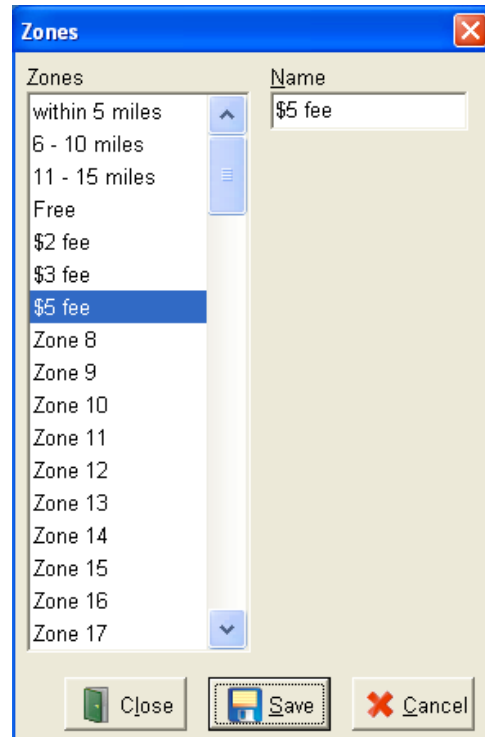 Zones
Zones
Name
within 5 miles
$5 fee
6 - 10 miles
11 - 15 miles
Free
$2 fee
$3 fee
$5 fee
Zone 8
Zone 9
Zone 10
Zone 11
Zone 12
Zone 13
Zone 14
Zone 15
Zone 16
Zone 17
Close
Save
Cancel